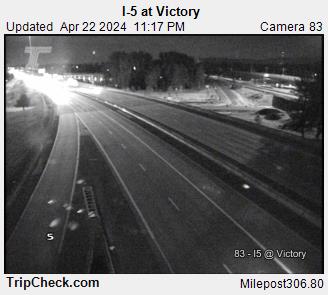 I-5 at Victory
Updated Apr 22 2024 11:17 PM Camera 83
83 - I5 @ Victory
TripCheck.com Milepost306.80